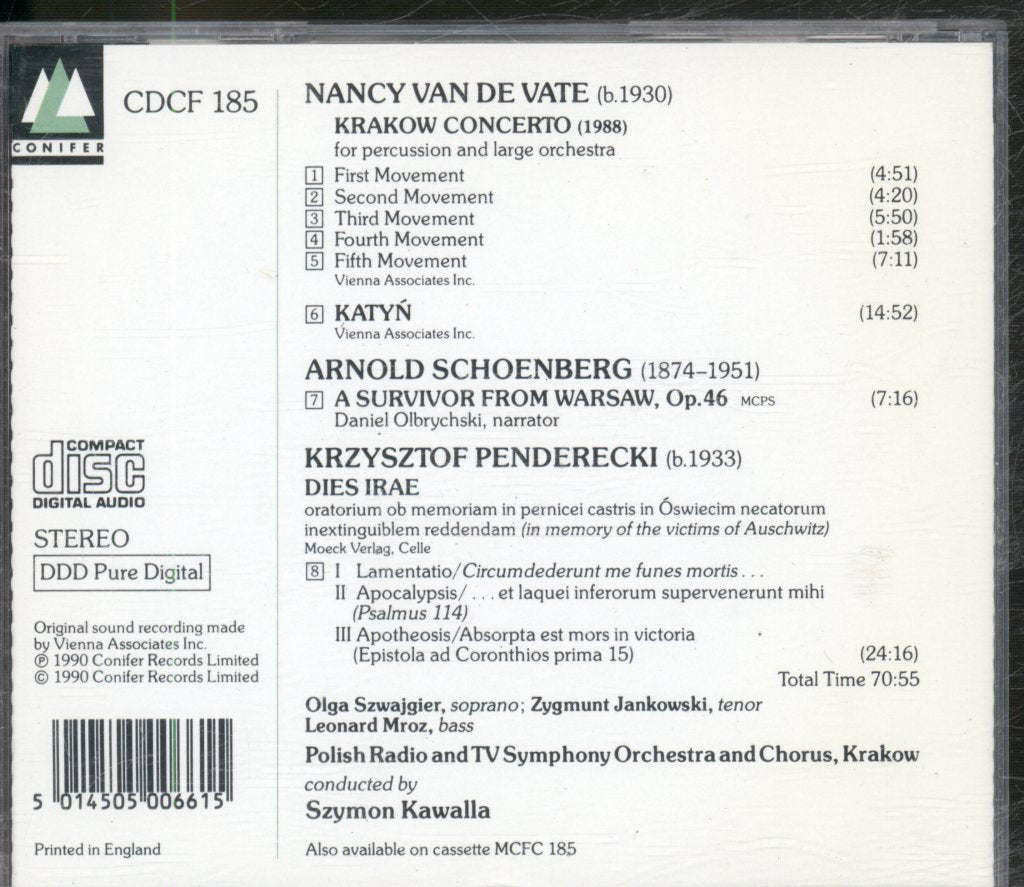 CONIFER
CDCF 185
NANCY VAN DE VATE (b.1930)
KRAKOW CONCERTO (1988)
for percussion and large orchestra
1 First Movement (4:51)
2 Second Movement (4:20)
3 Third Movement (5:50)
4 Fourth Movement (1:58)
5 Fifth Movement (7:11)
Vienna Associates Inc.
6 KATYŃ (14:52)
Vienna Associates Inc.
ARNOLD SCHOENBERG (1874–1951)
7 A SURVIVOR FROM WARSAW, Op.46 MCPS (7:16)
Daniel Olbrychski, narrator
KRZYSZTOF PENDERECKI (b.1933)
DIES IRAE
oratorium ob memoriam in pernicei castris in Óswiecim necatorum
inextinguiblem reddendam (in memory of the victims of Auschwitz)
Moeck Verlag, Celle
8 I Lamentatio/Circumdederunt me funes mortis . . .
II Apocalypsis/ . . . et laquei inferorum supervenerunt mihi
(Psalmus 114)
III Apotheosis/Absorpta est mors in victoria
(Epistola ad Coronthios prima 15) (24:16)
Total Time 70:55
Olga Szwajgier, soprano; Zygmunt Jankowski, tenor
Leonard Mroz, bass
Polish Radio and TV Symphony Orchestra and Chorus, Krakow
conducted by
Szymon Kawalla
Also available on cassette MCFC 185
COMPACT
disc
DIGITAL AUDIO
STEREO
DDD Pure Digital
Original sound recording made
by Vienna Associates Inc.
℗ 1990 Conifer Records Limited
© 1990 Conifer Records Limited
5 014505 006615
Printed in England